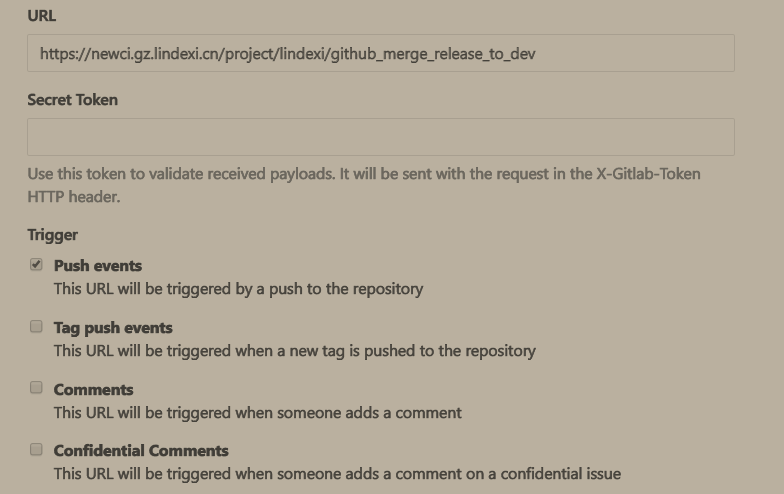 URL
https://newci.gz.lindexi.cn/project/lindexi/github_merge_release_to_dev
Secret Token
Use this token to validate received payloads. It will be sent with the request in the X-Gitlab-Token
HTTP header.
Trigger
Push events
This URL will be triggered by a push to the repository
Tag push events
This URL will be triggered when a new tag is pushed to the repository
Comments
This URL will be triggered when someone adds a comment
Confidential Comments
This URL will be triggered when someone adds a comment on a confidential issue